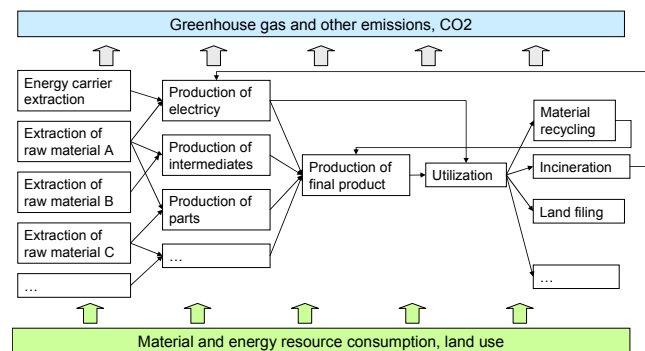 Greenhouse gas and other emissions, CO2
Energy carrier
extraction
Extraction of
raw material A
Extraction of
raw material B
Extraction of
raw material C
…
Production of
electricy
Production of
intermediates
Production of
parts
…
Production of
final product
Utilization
Material
recycling
Incineration
Land filing
…
Material and energy resource consumption, land use